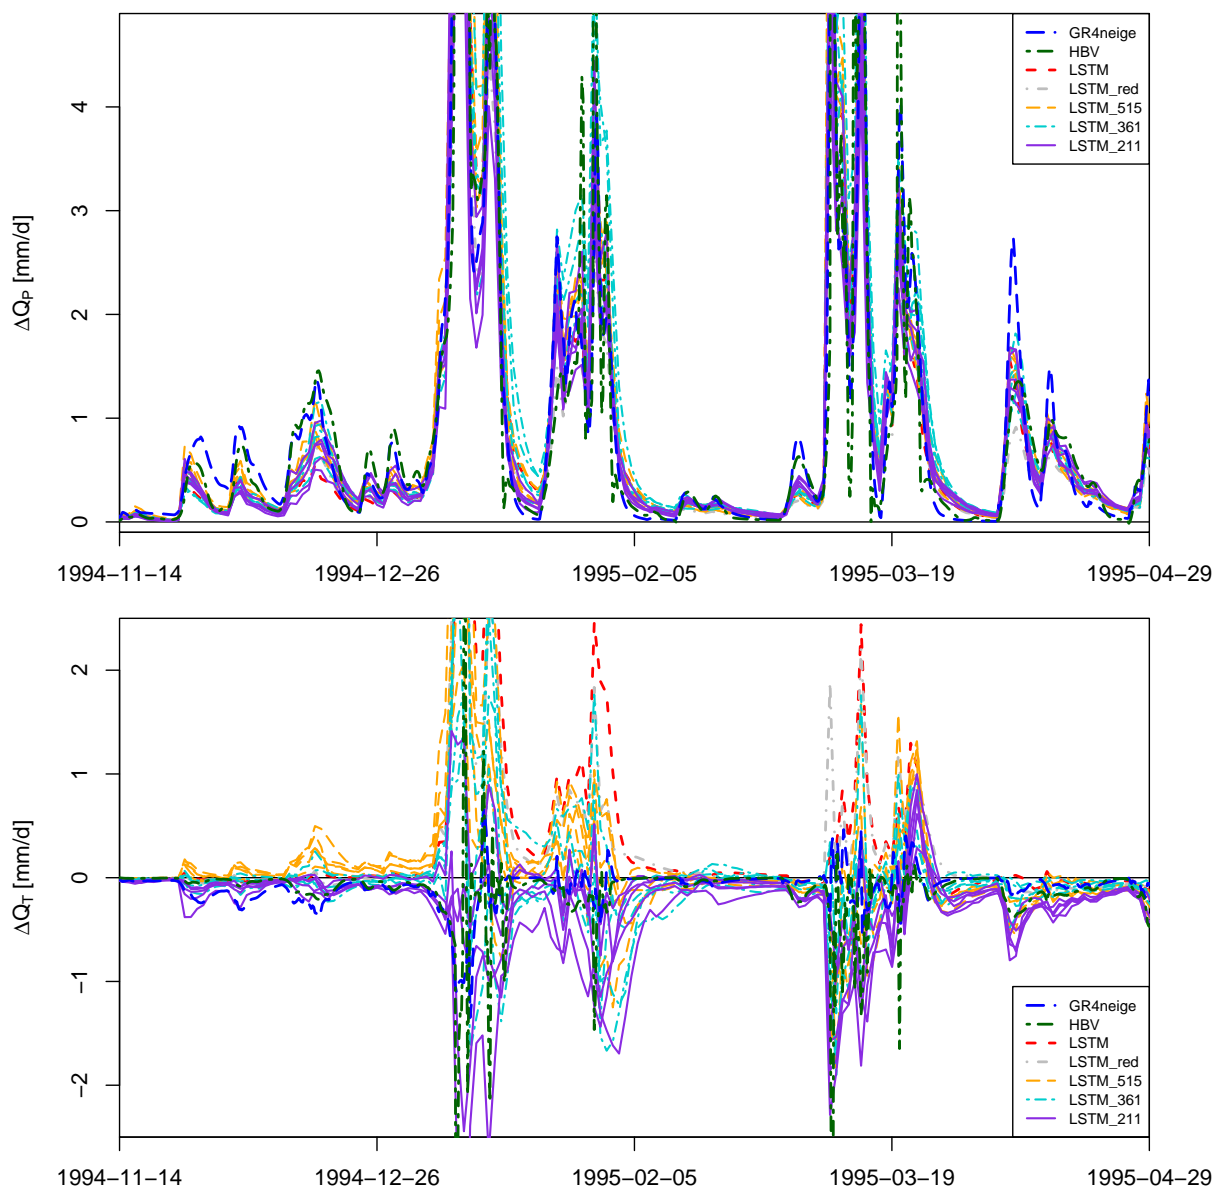 ΔQP [mm/d]
4
3
2
1
0
GR4neige
HBV
LSTM
LSTM_red
LSTM_515
LSTM_361
LSTM_211
1994−11−14 1994−12−26 1995−02−05 1995−03−19 1995−04−29
ΔQT [mm/d]
2
1
0
−1
−2
GR4neige
HBV
LSTM
LSTM_red
LSTM_515
LSTM_361
LSTM_211
1994−11−14 1994−12−26 1995−02−05 1995−03−19 1995−04−29